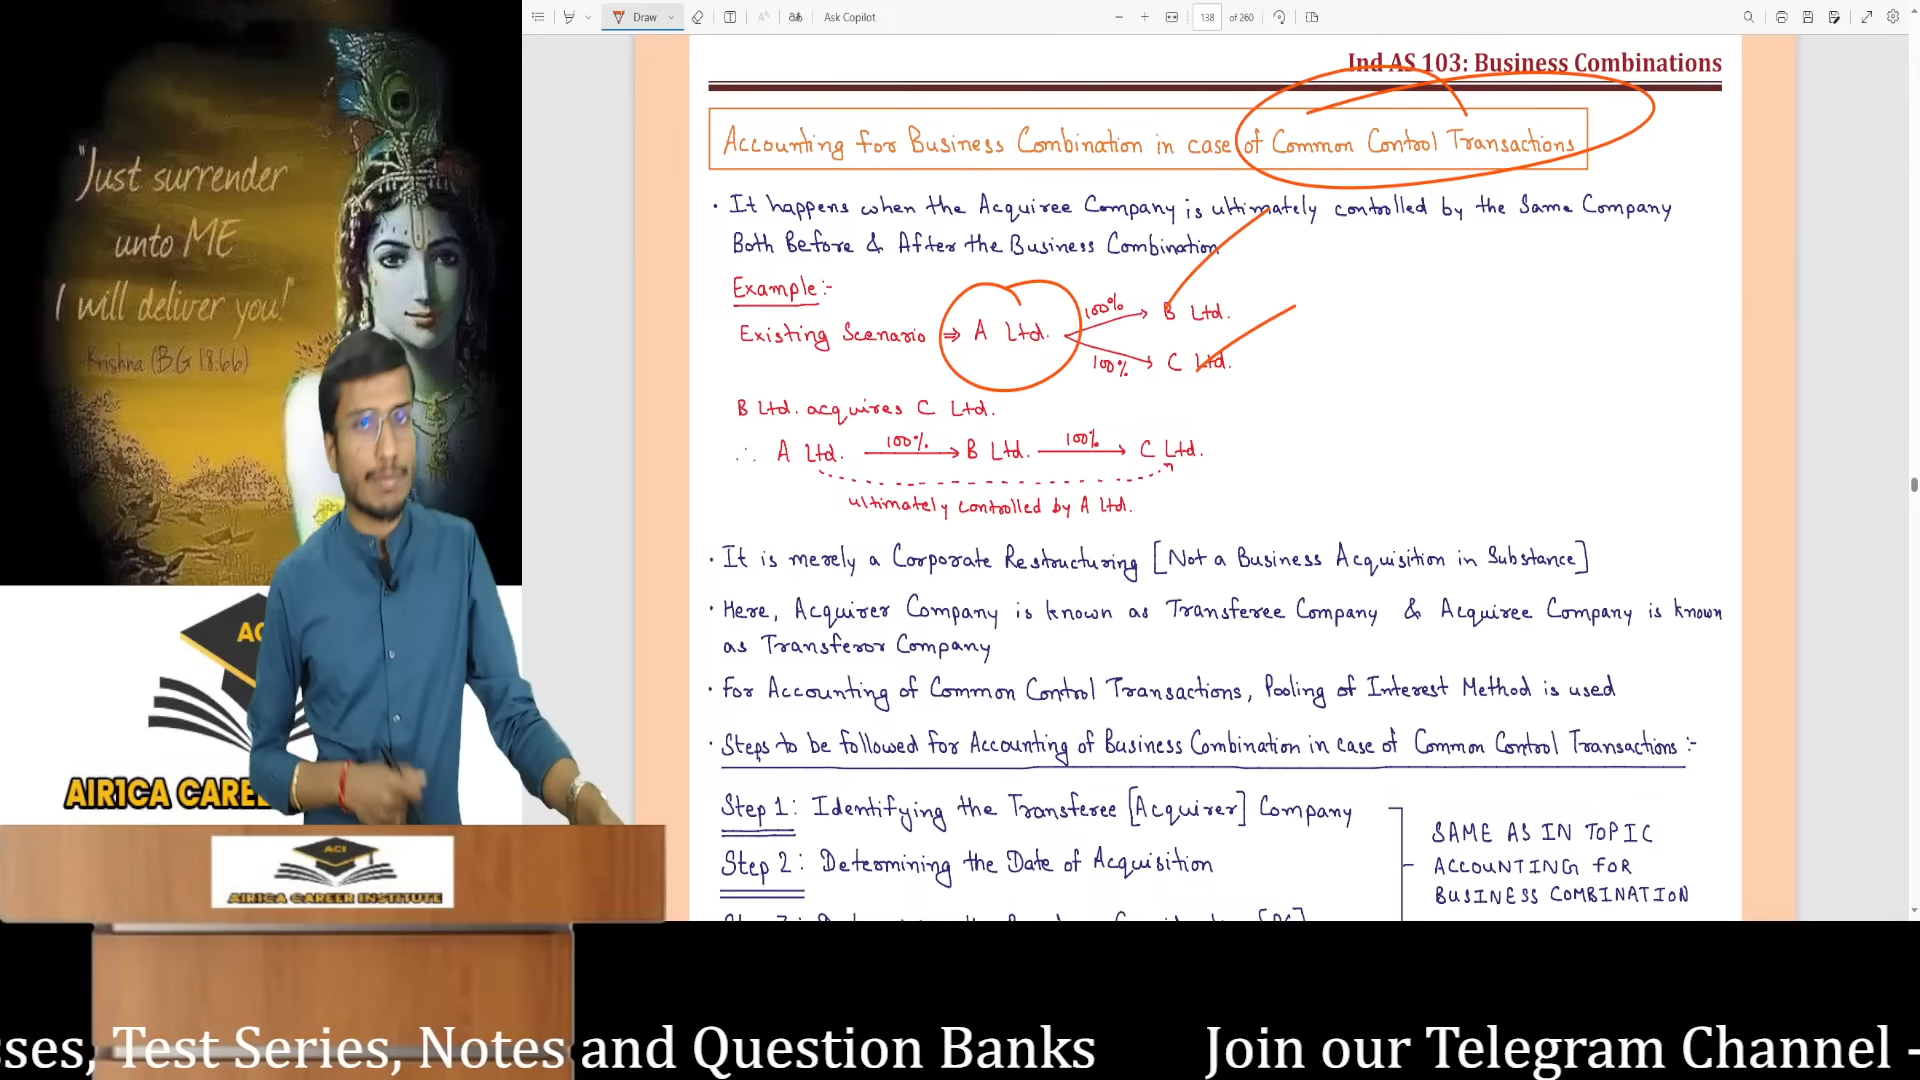 Draw
Ask Copilot
138 of 260
Ind AS 103: Business Combinations
Accounting for Business Combination in case of Common Control Transactions
"Just surrender
unto ME
I will deliver you!"
Krishna (B.G 18:66)
· It happens when the Acquiree Company is ultimately controlled by the Same Company
Both Before & After the Business Combination
Example:-
Existing Scenario ⇒ A Ltd.
100% B Ltd.
100% C Ltd.
B Ltd. acquires C Ltd.
∴ A Ltd. 100% B Ltd. 100% C Ltd.
ultimately controlled by A Ltd.
· It is merely a Corporate Restructuring [Not a Business Acquisition in Substance]
· Here, Acquirer Company is known as Transferee Company & Acquiree Company is known
as Transferor Company
· For Accounting of Common Control Transactions, Pooling of Interest Method is used
· Steps to be followed for Accounting of Business Combination in case of Common Control Transactions :-
Step 1: Identifying the Transferee [Acquirer] Company
Step 2: Determining the Date of Acquisition
SAME AS IN TOPIC
ACCOUNTING FOR
BUSINESS COMBINATION
AIR1CA
ACI
AIR1CA CAREER INSTITUTE
Test Series, Notes and Question Banks
Join our Telegram Channel -